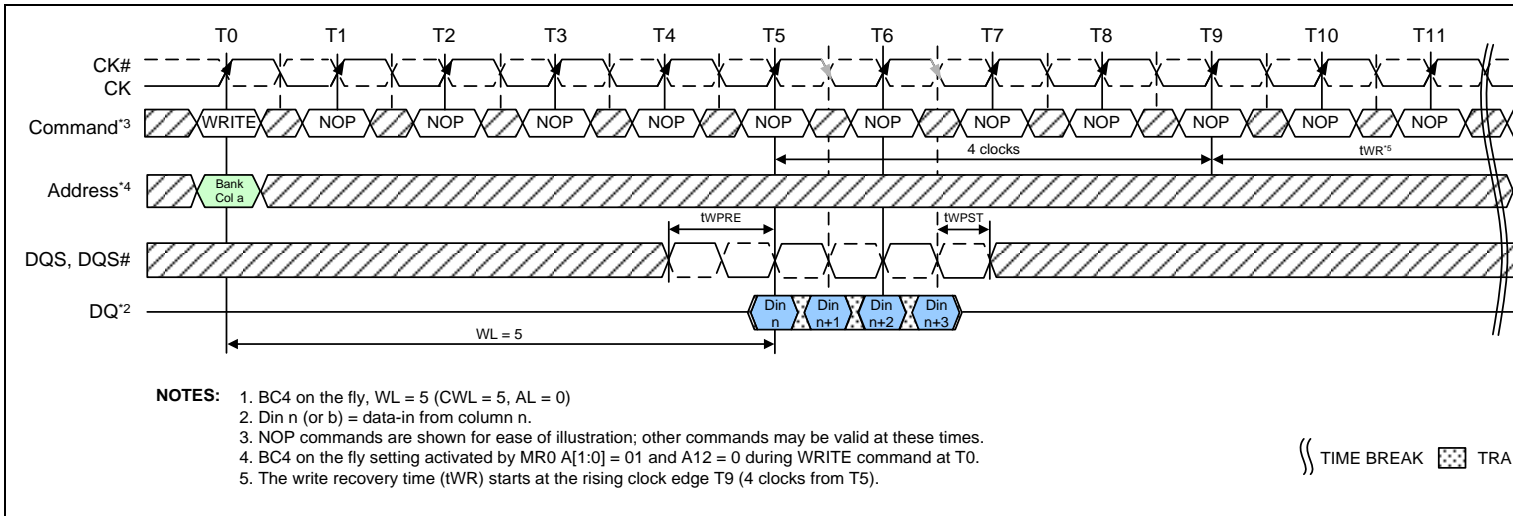 T0 T1 T2 T3 T4 T5 T6 T7 T8 T9 T10 T11
CK#
CK
Command*3 WRITE NOP NOP NOP NOP NOP NOP NOP NOP NOP NOP NOP
4 clocks tWR*5
Address*4 Bank
Col a
tWPRE tWPST
DQS, DQS#
DQ*2 Din n Din n+1 Din n+2 Din n+3
WL = 5
NOTES: 1. BC4 on the fly, WL = 5 (CWL = 5, AL = 0)
2. Din n (or b) = data-in from column n.
3. NOP commands are shown for ease of illustration; other commands may be valid at these times.
4. BC4 on the fly setting activated by MR0 A[1:0] = 01 and A12 = 0 during WRITE command at T0.
5. The write recovery time (tWR) starts at the rising clock edge T9 (4 clocks from T5).
TIME BREAK TRA